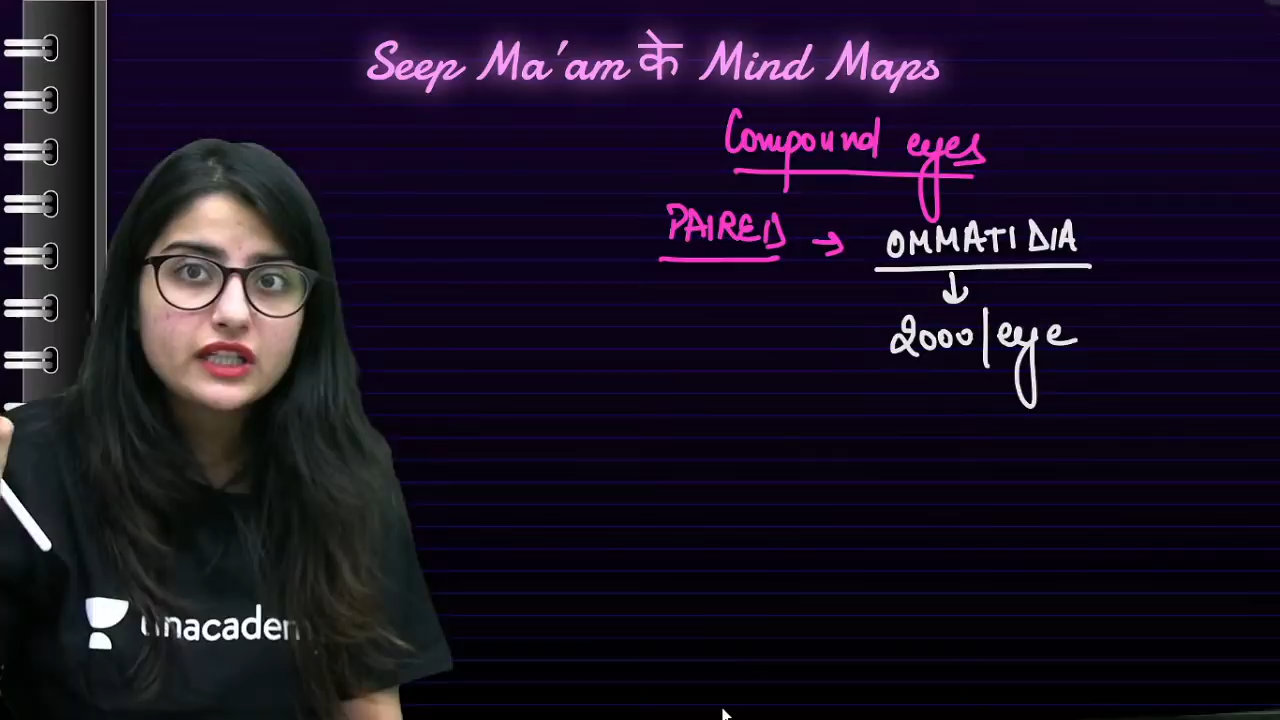 Seep Ma'am के Mind Maps
Compound eyes
PAIRED → OMMATIDIA
↓
2000/eye
unacadem